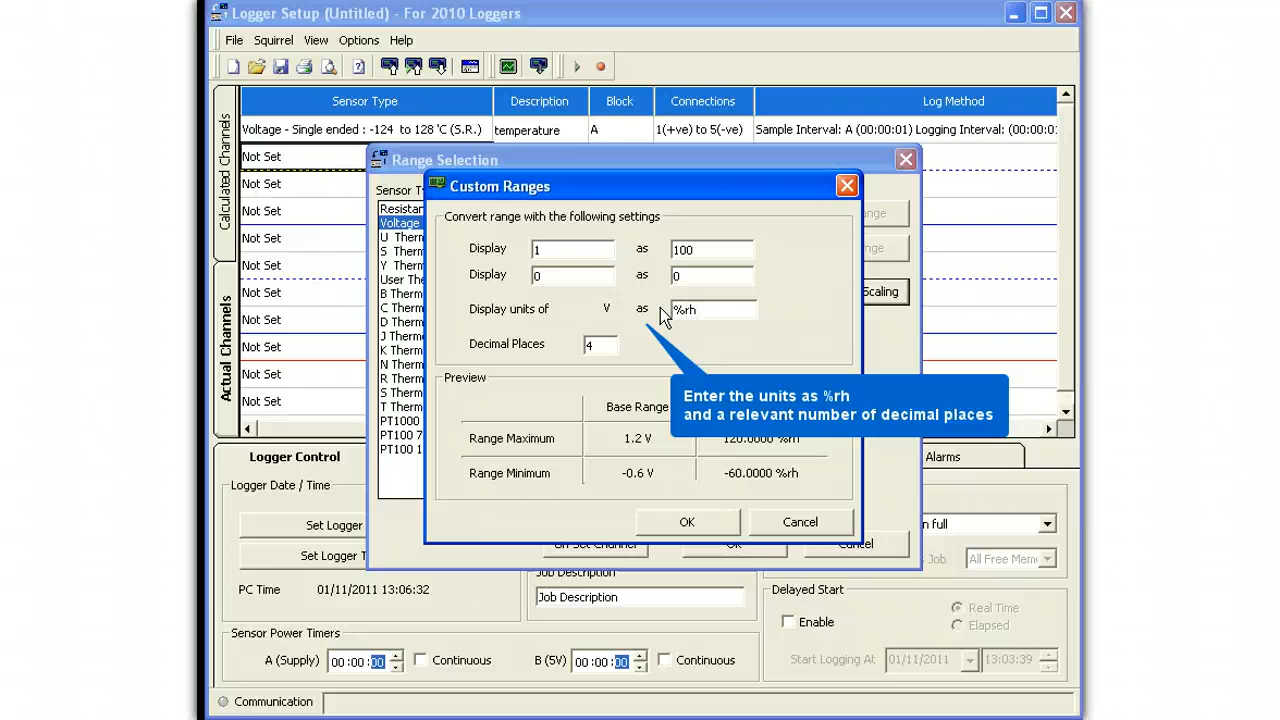 Logger Setup (Untitled) - For 2010 Loggers
File Squirrel View Options Help
Sensor Type Description Block Connections Log Method
Voltage - Single ended : -124 to 128 'C (S.R.) temperature A 1(+ve) to 5(-ve) Sample Interval: A (00:00:01) Logging Interval: (00:00:0
Not Set
Not Set
Not Set
Not Set
Not Set
Not Set
Not Set
Not Set
Not Set
Not Set
Calculated Channels
Actual Channels
Range Selection
Sensor T
Resistan
Voltage
U Therm
S Therm
Y Therm
User The
B Therm
C Therm
D Therm
J Therm
K Therm
N Therm
R Therm
S Therm
T Therm
PT1000
PT100 7
PT100 1
nge
nge
Scaling
Custom Ranges
Convert range with the following settings
Display 1 as 100
Display 0 as 0
Display units of V as %rh
Decimal Places 4
Enter the units as %rh
and a relevant number of decimal places
Preview
Base Range
Range Maximum 1.2 V 120.0000 %rh
Range Minimum -0.6 V -60.0000 %rh
OK Cancel
On Set Channel OK Cancel
Logger Control Alarms
Logger Date / Time
Set Logger
Set Logger T
PC Time 01/11/2011 13:06:32
Job Description
Job Description
n full
Job All Free Mem
Delayed Start
Enable
Real Time
Elapsed
Start Logging At 01/11/2011 13:03:39
Sensor Power Timers
A (Supply) 00:00:00 Continuous B (5V) 00:00:00 Continuous
Communication